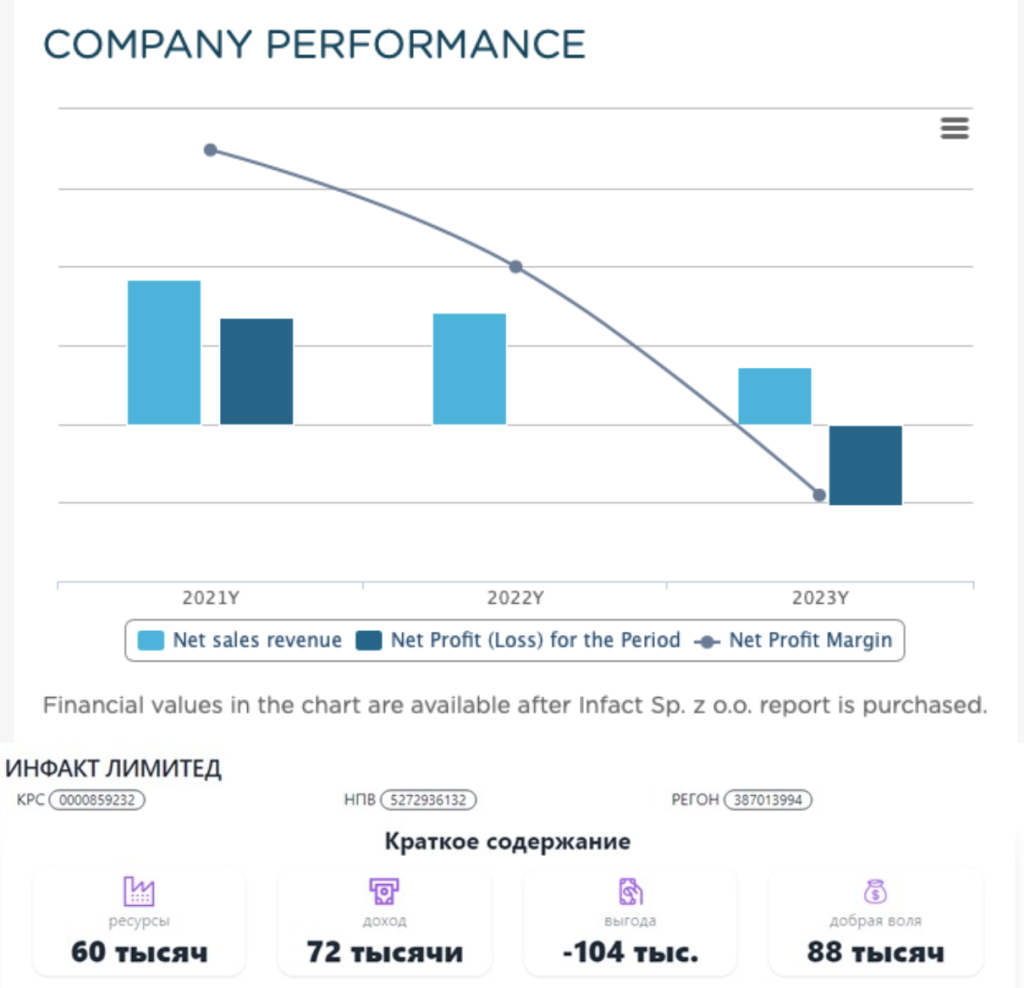 COMPANY PERFORMANCE
2021Y 2022Y 2023Y
Net sales revenue Net Profit (Loss) for the Period Net Profit Margin
Financial values in the chart are available after Infact Sp. z o.o. report is purchased.
ИНФАКТ ЛИМИТЕД
КРС 0000859232 НПВ 5272936132 РЕГОН 387013994
Краткое содержание
ресурсы доход выгода добрая воля
60 тысяч 72 тысячи -104 тыс. 88 тысяч